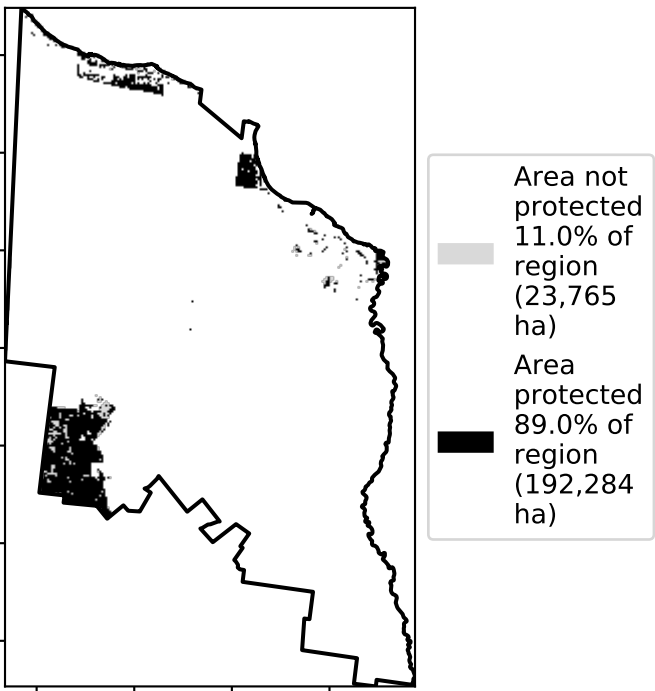 Area not
protected
11.0% of
region
(23,765
ha)
Area
protected
89.0% of
region
(192,284
ha)